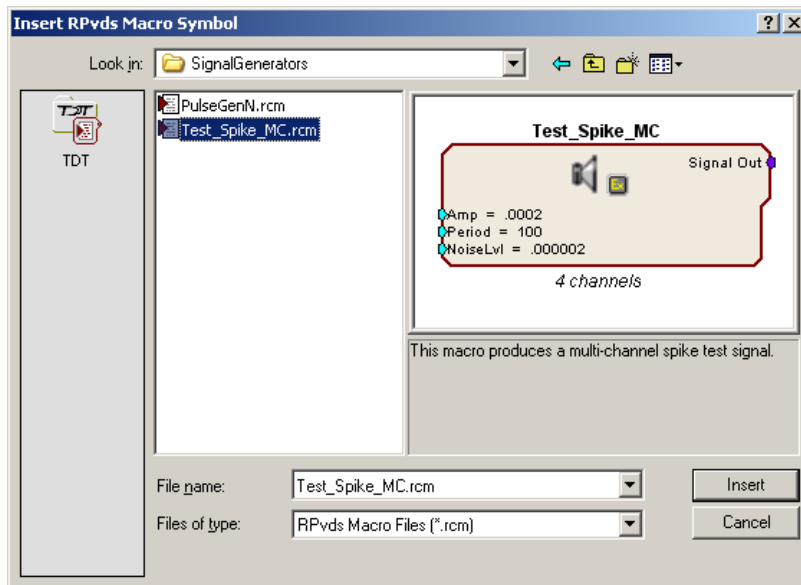 Insert RPvds Macro Symbol
Look in: SignalGenerators
TDT
TDT
PulseGenN.rcm
Test_Spike_MC.rcm
Test_Spike_MC
Signal Out
Amp = .0002
Period = 100
NoiseLvl = .000002
4 channels
This macro produces a multi-channel spike test signal.
File name: Test_Spike_MC.rcm Insert
Files of type: RPvds Macro Files (*.rcm) Cancel